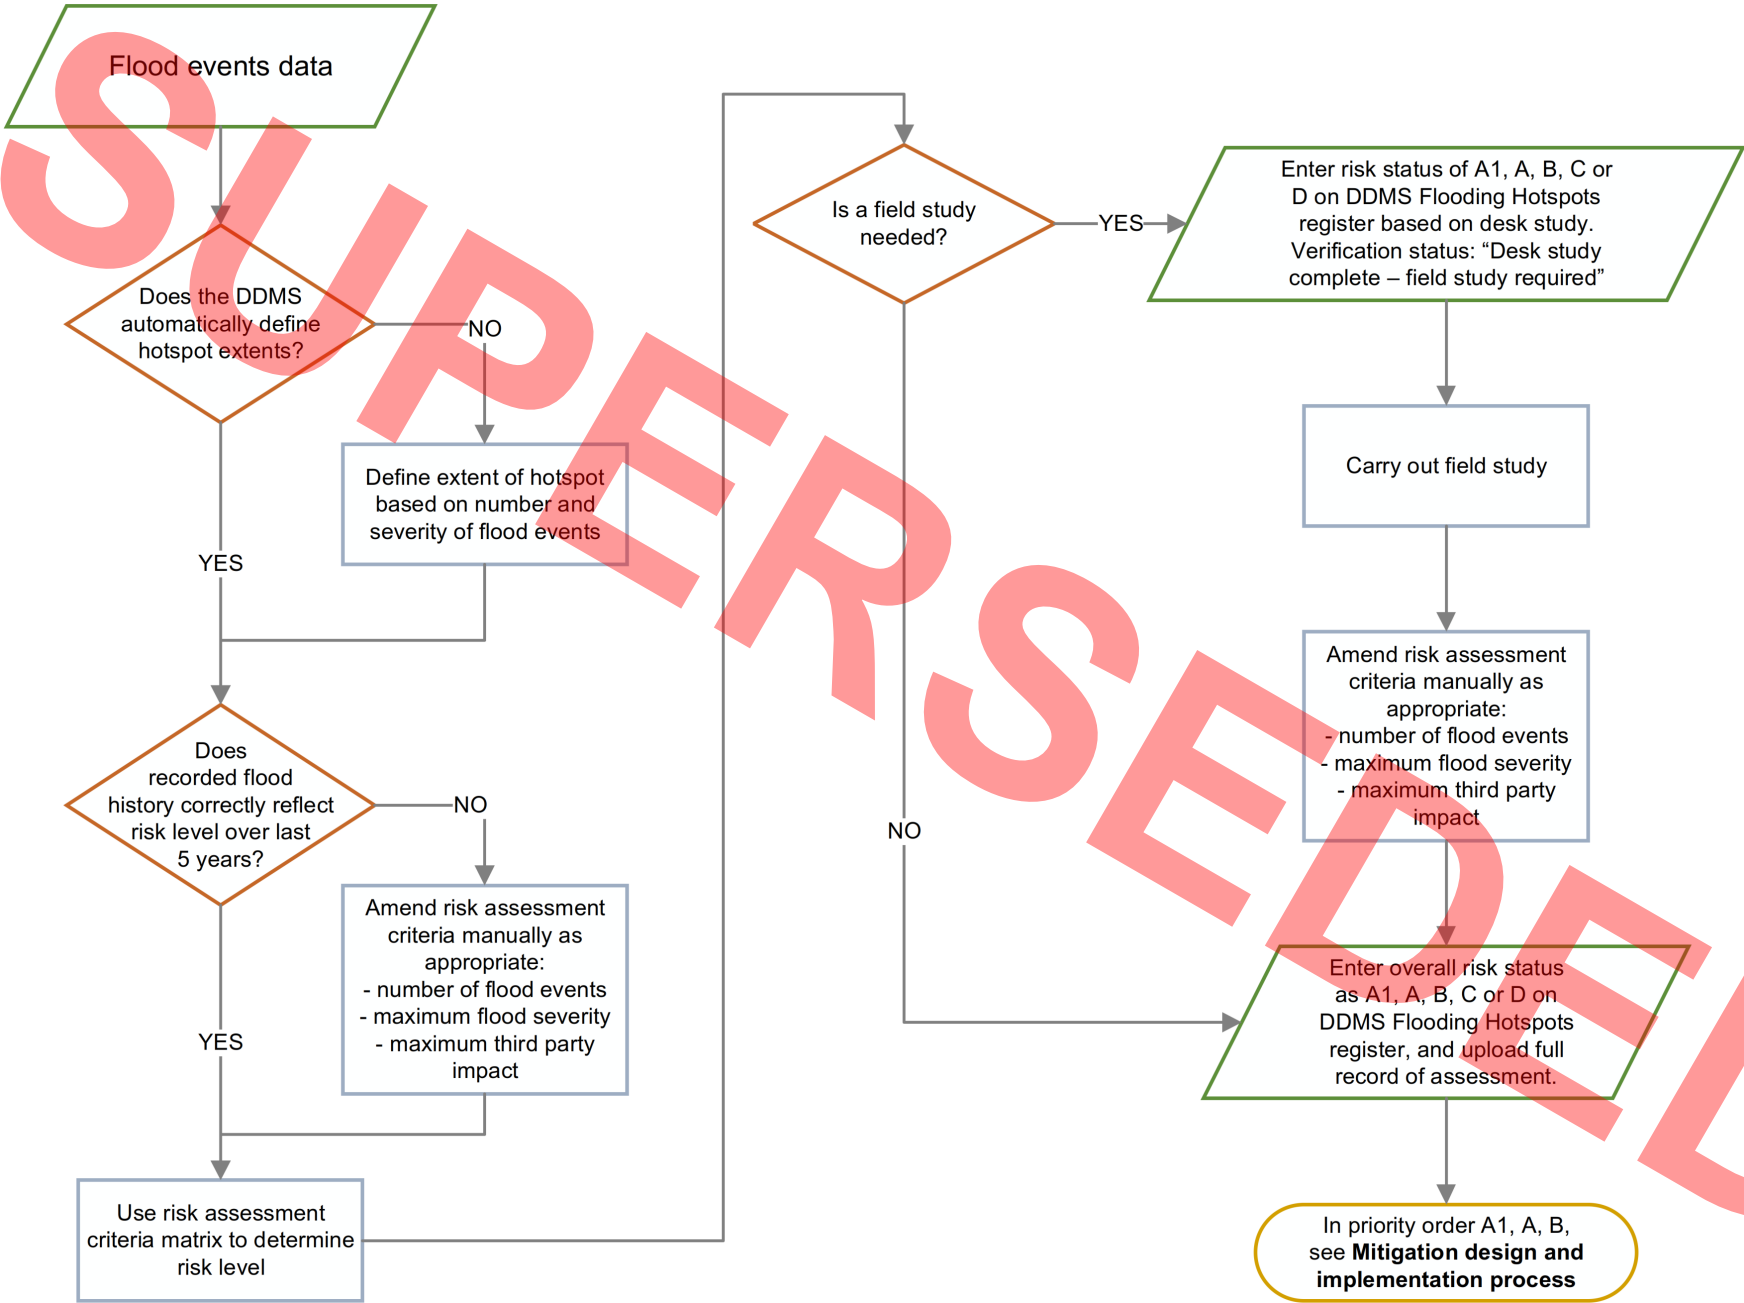 Flood events data
Does the DDMS
automatically define
hotspot extents?
NO
Define extent of hotspot
based on number and
severity of flood events
YES
Does
recorded flood
history correctly reflect
risk level over last
5 years?
NO
Amend risk assessment
criteria manually as
appropriate:
- number of flood events
- maximum flood severity
- maximum third party
impact
YES
Use risk assessment
criteria matrix to determine
risk level
Is a field study
needed?
YES
Enter risk status of A1, A, B, C or
D on DDMS Flooding Hotspots
register based on desk study.
Verification status: “Desk study
complete – field study required”
Carry out field study
Amend risk assessment
criteria manually as
appropriate:
- number of flood events
- maximum flood severity
- maximum third party
impact
NO
Enter overall risk status
as A1, A, B, C or D on
DDMS Flooding Hotspots
register, and upload full
record of assessment.
In priority order A1, A, B,
see Mitigation design and
implementation process
SUPERSEDED